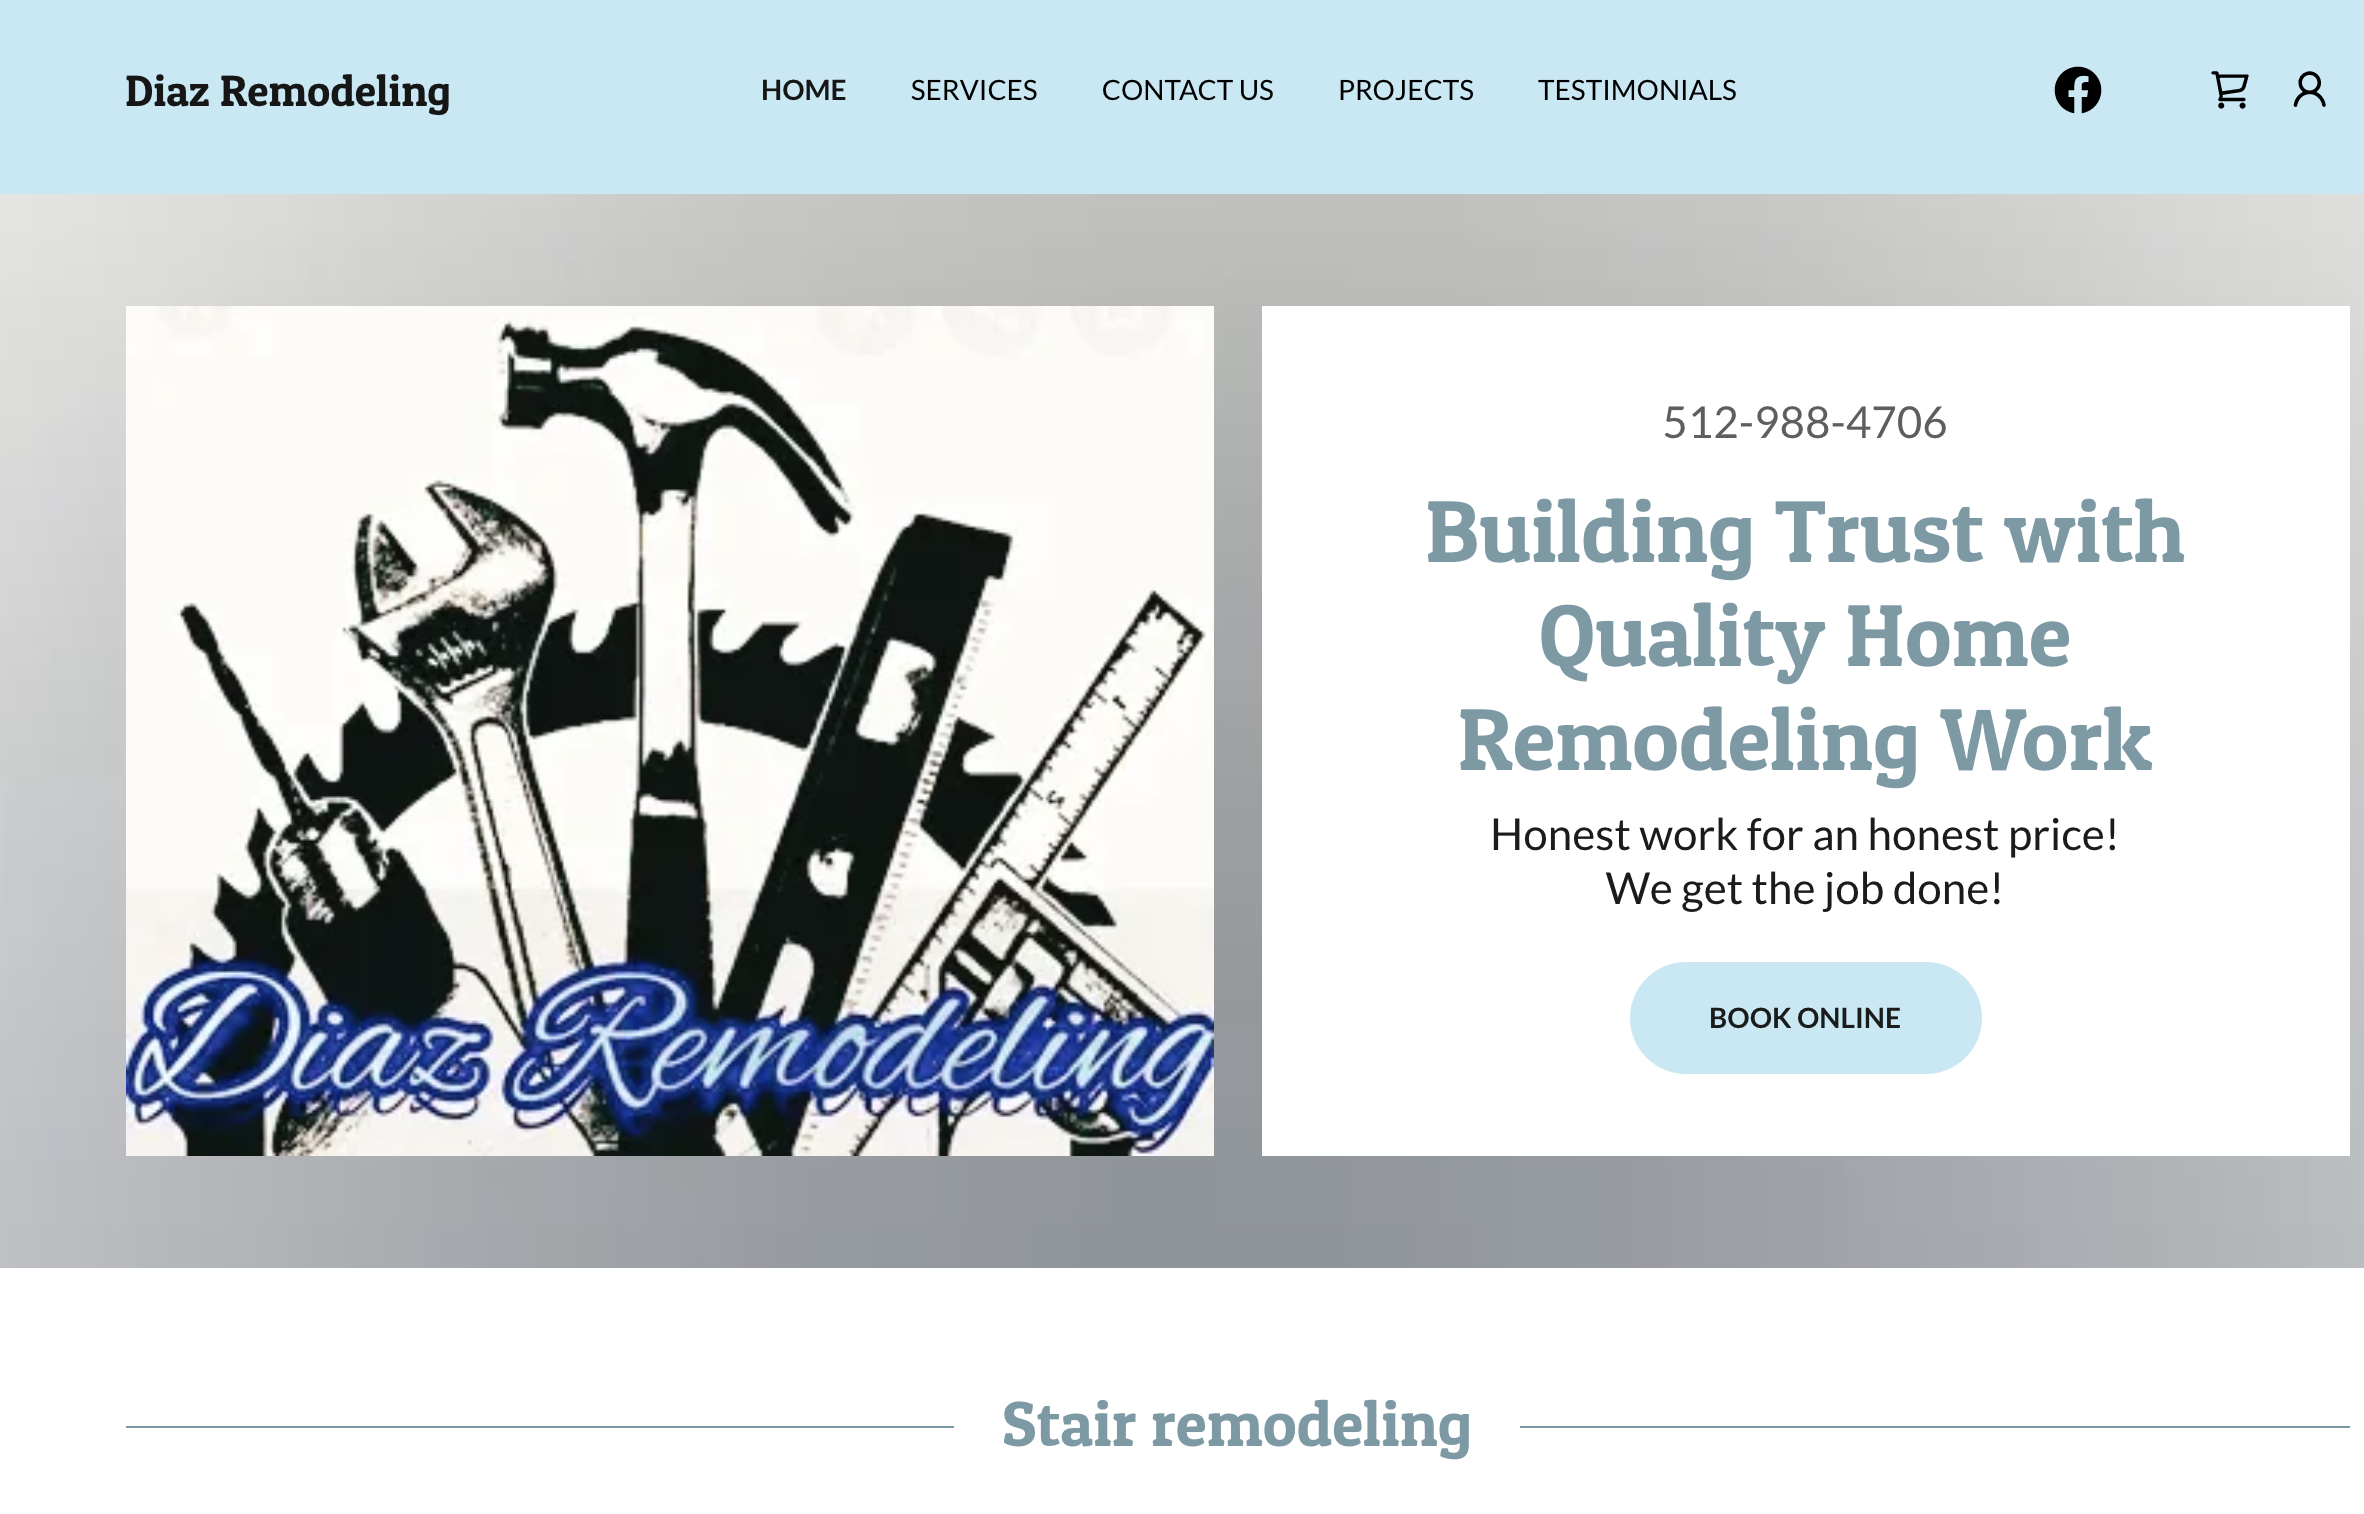 Diaz Remodeling
HOME
SERVICES
CONTACT US
PROJECTS
TESTIMONIALS
Diaz Remodeling
512-988-4706
Building Trust with
Quality Home
Remodeling Work
Honest work for an honest price!
We get the job done!
BOOK ONLINE
Stair remodeling